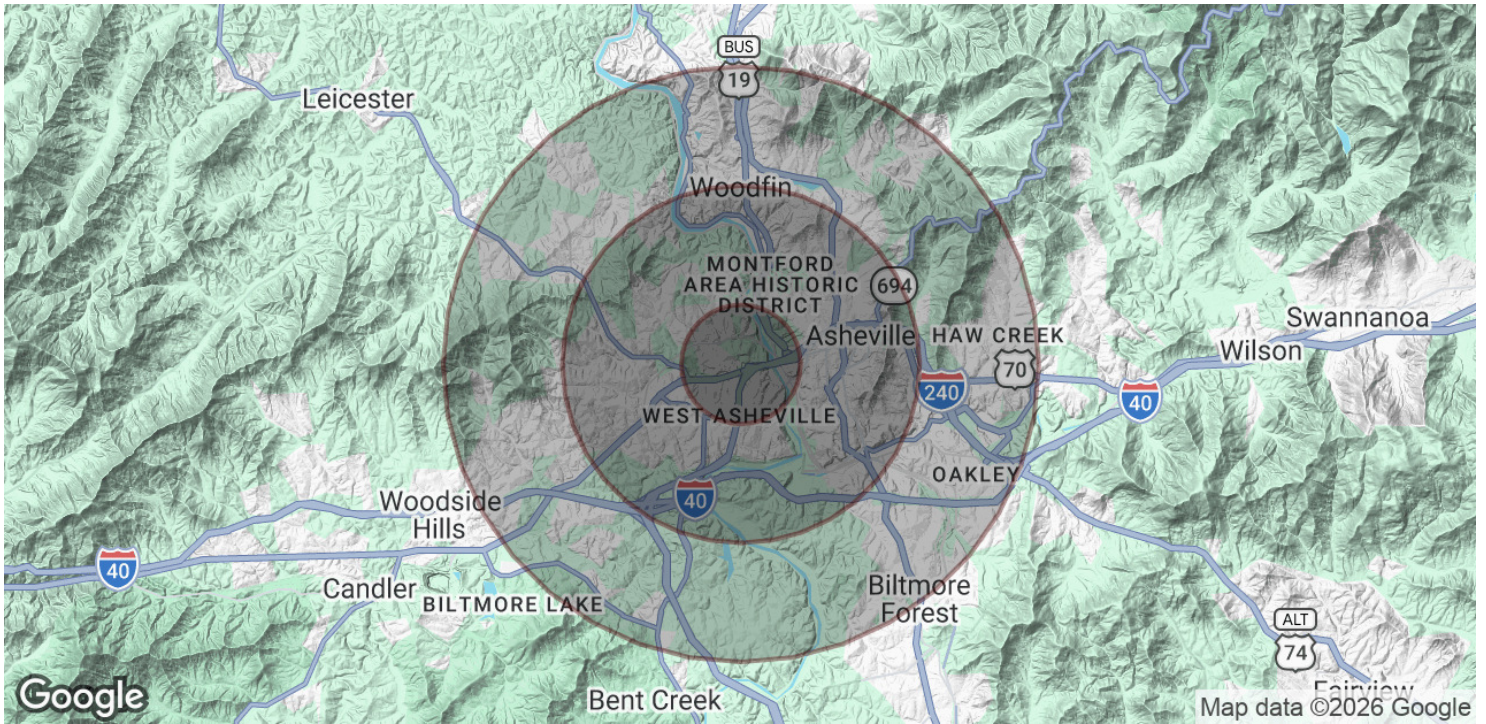 BUS
19
Leicester
Woodfin
MONTFORD
AREA HISTORIC
DISTRICT
694
Asheville
HAW CREEK
70
Swannanoa
Wilson
240
40
WEST ASHEVILLE
OAKLEY
40
Woodside
Hills
40
Candler
BILTMORE LAKE
Biltmore
Forest
ALT
74
Bent Creek
Fairview
Google
Map data ©2026 Google